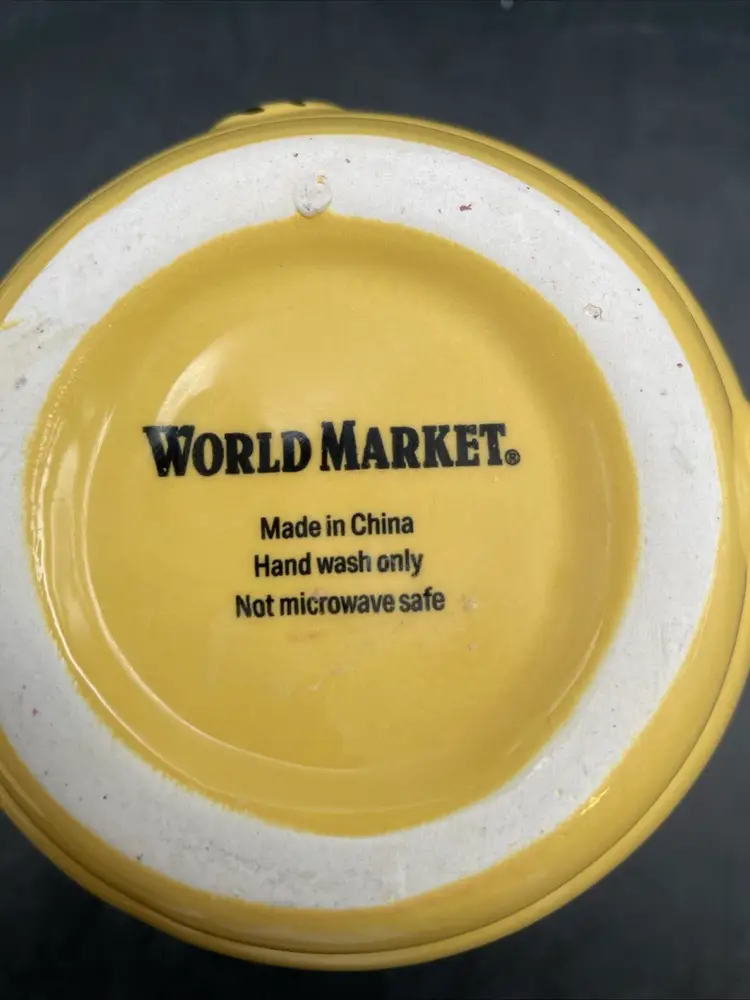 WORLD MARKET®
Made in China
Hand wash only
Not microwave safe